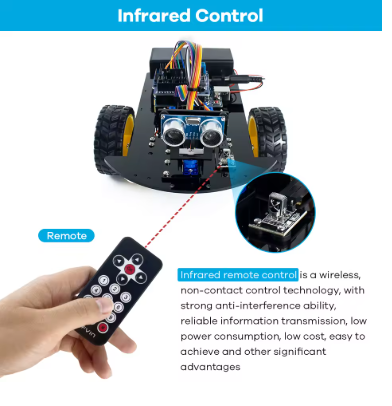 Infrared Control
Remote
Infrared remote control is a wireless,
non-contact control technology, with
strong anti-interference ability,
reliable information transmission, low
power consumption, low cost, easy to
achieve and other significant
advantages